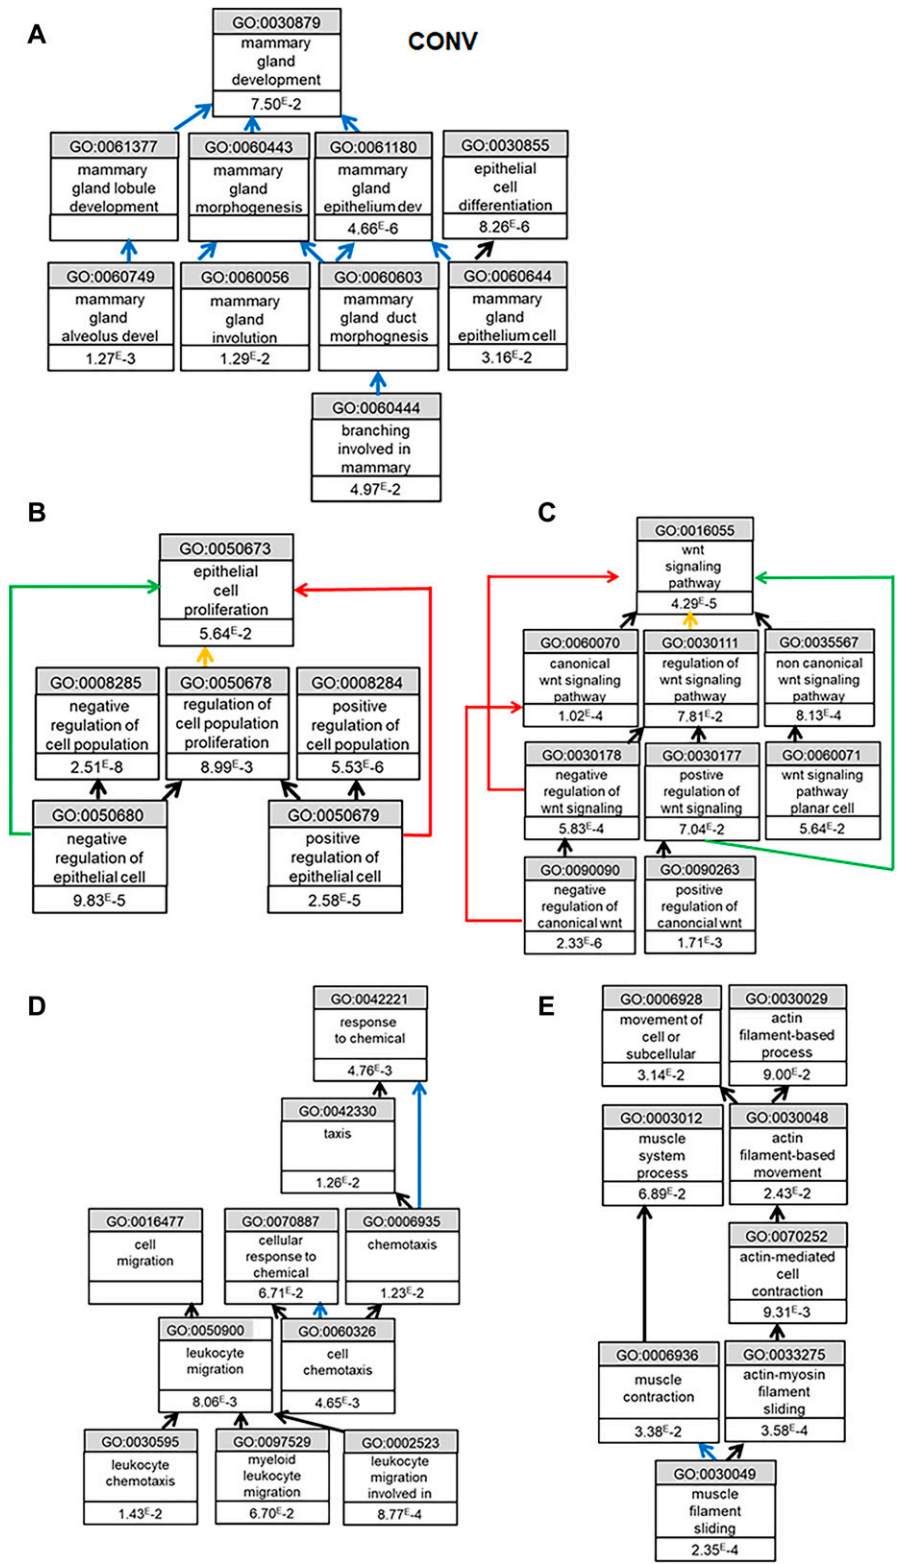 A
CONV
GO:0030879
mammary
gland
development
7.50E-2
GO:0061377
mammary
gland lobule
development
GO:0060443
mammary
gland
morphogenesis
GO:0061180
mammary
gland
epithelium dev
4.66E-6
GO:0030855
epithelial
cell
differentiation
8.26E-6
GO:0060749
mammary
gland
alveolus devel
1.27E-3
GO:0060056
mammary
gland
involution
1.29E-2
GO:0060603
mammary
gland duct
morphognesis
GO:0060644
mammary
gland
epithelium cell
3.16E-2
GO:0060444
branching
involved in
mammary
4.97E-2
B
GO:0050673
epithelial
cell
proliferation
5.64E-2
GO:0008285
negative
regulation of
cell population
2.51E-8
GO:0050678
regulation of
cell population
proliferation
8.99E-3
GO:0008284
positive
regulation of
cell population
5.53E-6
GO:0050680
negative
regulation of
epithelial cell
9.83E-5
GO:0050679
positive
regulation of
epithelial cell
2.58E-5
C
GO:0016055
wnt
signaling
pathway
4.29E-5
GO:0060070
canonical
wnt signaling
pathway
1.02E-4
GO:0030111
regulation of
wnt signaling
pathway
7.81E-2
GO:0035567
non canonical
wnt signaling
pathway
8.13E-4
GO:0030178
negative
regulation of
wnt signaling
5.83E-4
GO:0030177
postive
regulation of
wnt signaling
7.04E-2
GO:0060071
wnt signaling
pathway
planar cell
5.64E-2
GO:0090090
negative
regulation of
canonical wnt
2.33E-6
GO:0090263
positive
regulation of
canoncial wnt
1.71E-3
D
GO:0042221
response
to chemical
4.76E-3
GO:0042330
taxis
1.26E-2
GO:0016477
cell
migration
GO:0070887
cellular
response to
chemical
6.71E-2
GO:0006935
chemotaxis
1.23E-2
GO:0050900
leukocyte
migration
8.06E-3
GO:0060326
cell
chemotaxis
4.65E-3
GO:0030595
leukocyte
chemotaxis
1.43E-2
GO:0097529
myeloid
leukocyte
migration
6.70E-2
GO:0002523
leukocyte
migration
involved in
8.77E-4
E
GO:0006928
movement of
cell or
subcellular
3.14E-2
GO:0030029
actin
filament-based
process
9.00E-2
GO:0003012
muscle
system
process
6.89E-2
GO:0030048
actin
filament-based
movement
2.43E-2
GO:0070252
actin-mediated
cell
contraction
9.31E-3
GO:0006936
muscle
contraction
3.38E-2
GO:0033275
actin-myosin
filament
sliding
3.58E-4
GO:0030049
muscle
filament
sliding
2.35E-4